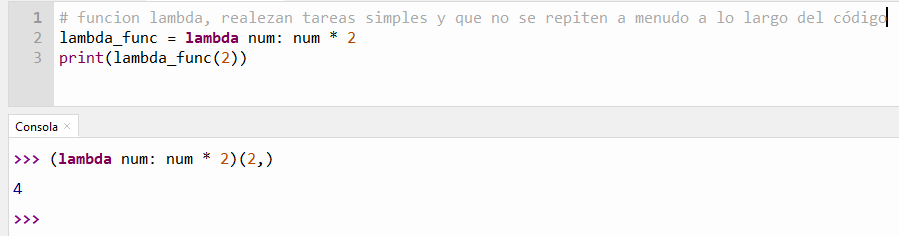 1 # funcion lambda, realezan tareas simples y que no se repiten a menudo a lo largo del código
2 lambda_func = lambda num: num * 2
3 print(lambda_func(2))
Consola ×
>>> (lambda num: num * 2)(2,)
4
>>>